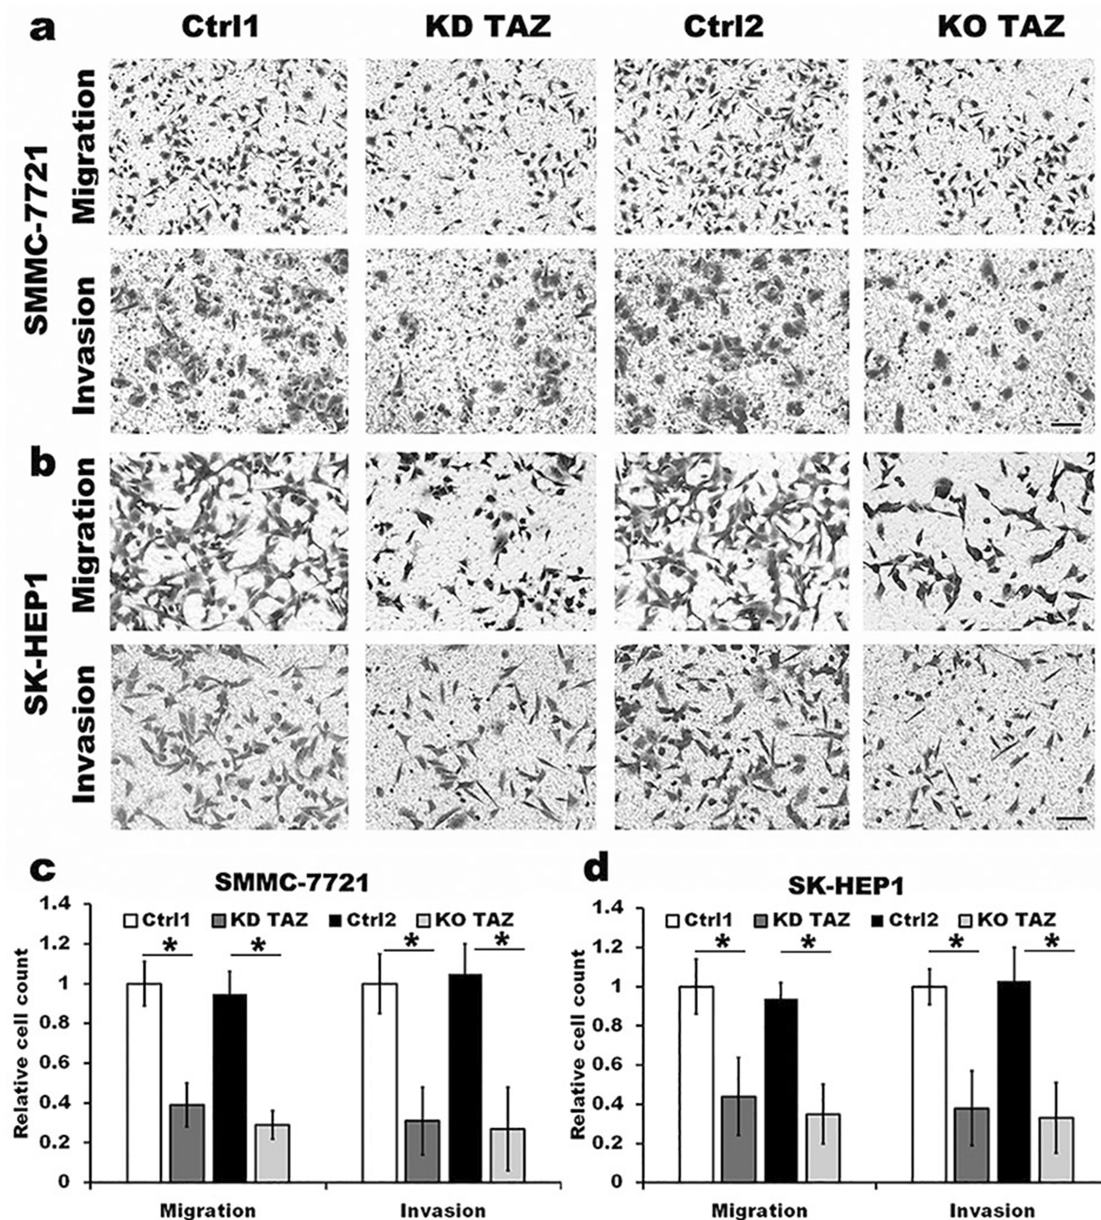 a
Ctrl1 KD TAZ Ctrl2 KO TAZ
SMMC-7721
Migration
Invasion
b
SK-HEP1
Migration
Invasion
c
SMMC-7721
Ctrl1 KD TAZ Ctrl2 KO TAZ
Relative cell count
1.4
1.2
1
0.8
0.6
0.4
0.2
0
* * * *
Migration Invasion
d
SK-HEP1
Ctrl1 KD TAZ Ctrl2 KO TAZ
Relative cell count
1.4
1.2
1
0.8
0.6
0.4
0.2
0
* * * *
Migration Invasion